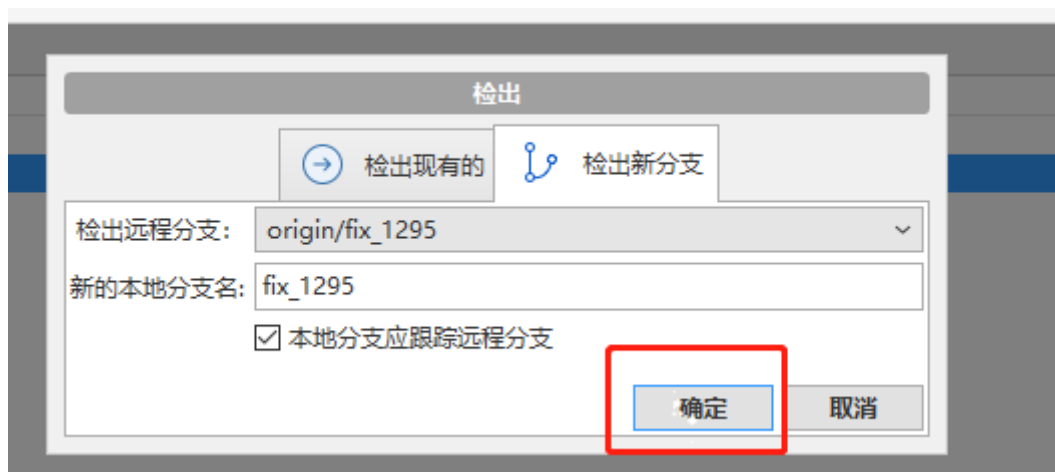 检出
检出现有的
检出新分支
检出远程分支: origin/fix_1295
新的本地分支名: fix_1295
本地分支应跟踪远程分支
确定
取消